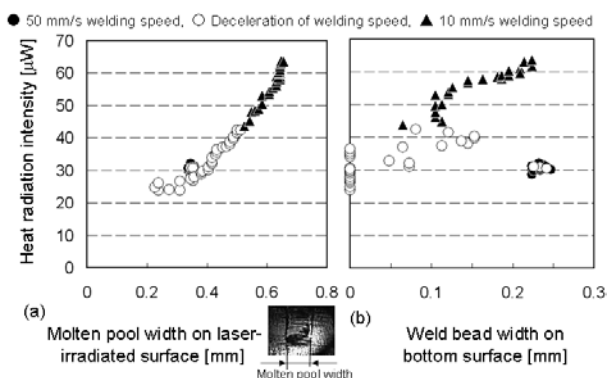 ● 50 mm/s welding speed, ○ Deceleration of welding speed, ▲ 10 mm/s welding speed
Heat radiation intensity [μW]
70
60
50
40
30
20
10
0
0 0.2 0.4 0.6 0.8 0 0.1 0.2 0.3
(a)
Molten pool width on laser-
irradiated surface [mm]
Molten pool width
(b)
Weld bead width on
bottom surface [mm]